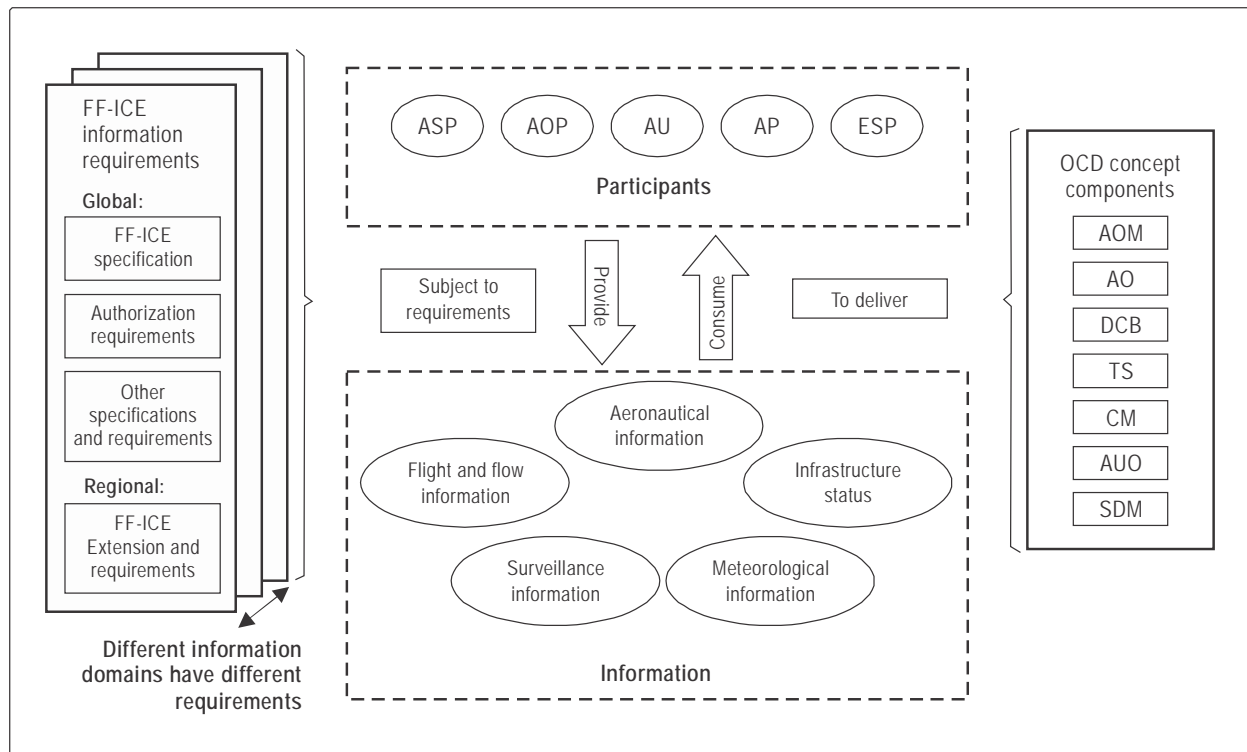 FF-ICE
information
requirements
Global:
FF-ICE
specification
Authorization
requirements
Other
specifications
and requirements
Regional:
FF-ICE
Extension and
requirements
Different information
domains have different
requirements
ASP
AOP
AU
AP
ESP
Participants
Subject to
requirements
Provide
Consume
To deliver
Aeronautical
information
Flight and flow
information
Infrastructure
status
Surveillance
information
Meteorological
information
Information
OCD concept
components
AOM
AO
DCB
TS
CM
AUO
SDM